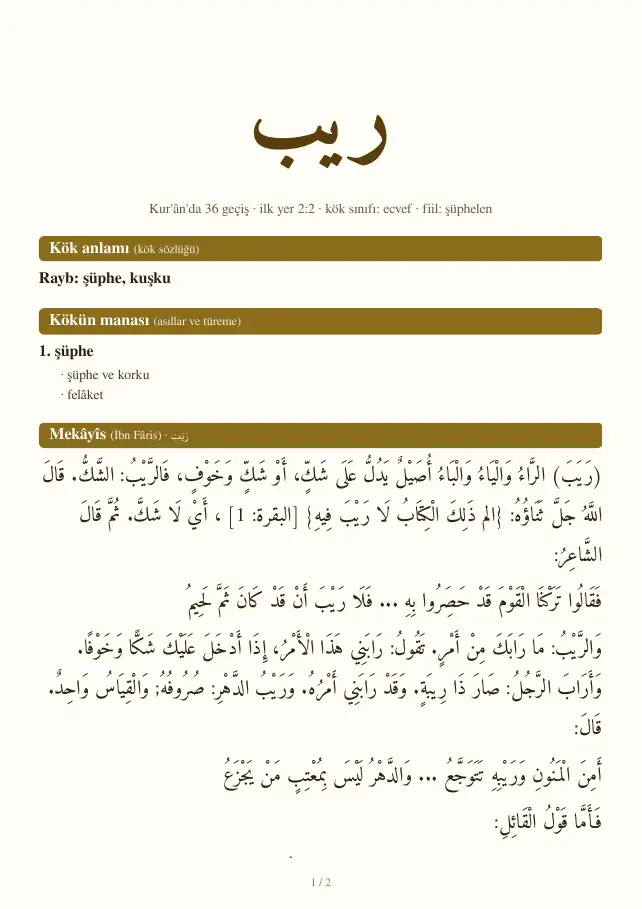 ريب
Kur'ân'da 36 geçiş · ilk yer 2:2 · kök sınıfı: ecvef · fiil: şüphelen
Kök anlamı (kök sözlüğü)
Rayb: şüphe, kuşku
Kökün manası (asıllar ve türeme)
1. şüphe
· şüphe ve korku
· felâket
Mekâyîs (İbn Fâris) · رَيَبَ
(رَيَبَ) الرَّاءُ وَالْيَاءُ وَالْبَاءُ أُصَيْلٌ يَدُلُّ عَلَى شَكٍّ، أَوْ شَكٍّ وَخَوْفٍ، فَالرَّيْبُ: الشَّكُّ. قَالَ
اللَّهُ جَلَّ ثَنَاؤُهُ: {الم ذَلِكَ الْكِتَابُ لَا رَيْبَ فِيهِ} [البقرة: 1] ، أَيْ لَا شَكَّ. ثُمَّ قَالَ
الشَّاعِرُ:
فَقَالُوا تَرَكْنَا الْقَوْمَ قَدْ حَصَرُوا بِهِ ... فَلَا رَيْبَ أَنْ قَدْ كَانَ ثَمَّ لَحِيمُ
وَالرَّيْبُ: مَا رَابَكَ مِنْ أَمْرٍ. تَقُولُ: رَابَنِي هَذَا الْأَمْرُ، إِذَا أَدْخَلَ عَلَيْكَ شَكًّا وَخَوْفًا.
وَأَرَابَ الرَّجُلُ: صَارَ ذَا رِيبَةٍ. وَقَدْ رَابَنِي أَمْرُهُ. وَرَيْبُ الدَّهْرِ: صُرُوفُهُ; وَالْقِيَاسُ وَاحِدٌ.
قَالَ:
أَمِنَ الْمَنُونِ وَرَيْبِهِ تَتَوَجَّعُ ... وَالدَّهْرُ لَيْسَ بِمُعْتِبٍ مَنْ يَجْزَعُ
فَأَمَّا قَوْلُ الْقَائِلِ:
1 / 2